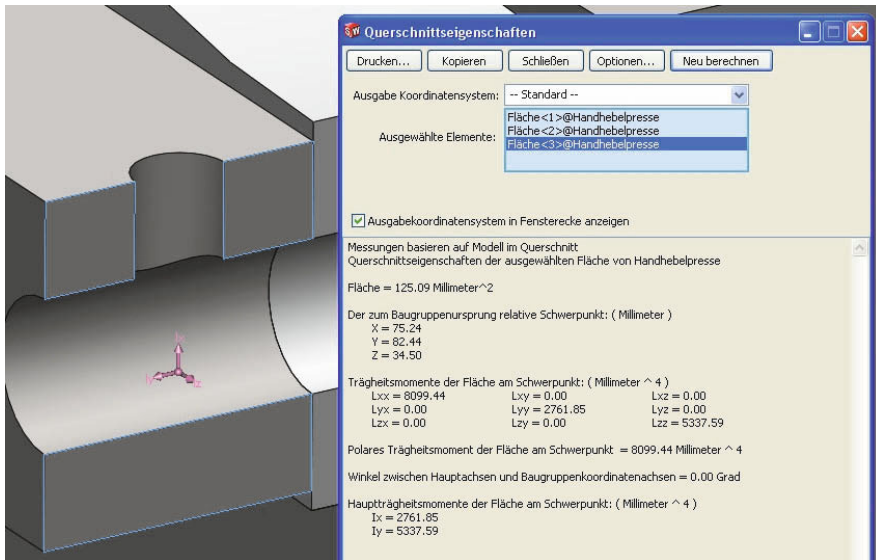 Querschnittseigenschaften
Drucken... Kopieren Schließen Optionen... Neu berechnen
Ausgabe Koordinatensystem: -- Standard --
Ausgewählte Elemente:
Fläche<1>@Handhebelpresse
Fläche<2>@Handhebelpresse
Fläche<3>@Handhebelpresse
Ausgabekoordinatensystem in Fensterecke anzeigen
Messungen basieren auf Modell im Querschnitt
Querschnittseigenschaften der ausgewählten Fläche von Handhebelpresse
Fläche = 125.09 Millimeter^2
Der zum Baugruppenursprung relative Schwerpunkt: ( Millimeter )
X = 75.24
Y = 82.44
Z = 34.50
Trägheitsmomente der Fläche am Schwerpunkt: ( Millimeter ^ 4 )
Lxx = 8099.44 Lxy = 0.00 Lxz = 0.00
Lyx = 0.00 Lyy = 2761.85 Lyz = 0.00
Lzx = 0.00 Lzy = 0.00 Lzz = 5337.59
Polares Trägheitsmoment der Fläche am Schwerpunkt = 8099.44 Millimeter ^ 4
Winkel zwischen Hauptachsen und Baugruppenkoordinatenachsen = 0.00 Grad
Hauptträgheitsmomente der Fläche am Schwerpunkt: ( Millimeter ^ 4 )
Ix = 2761.85
Iy = 5337.59